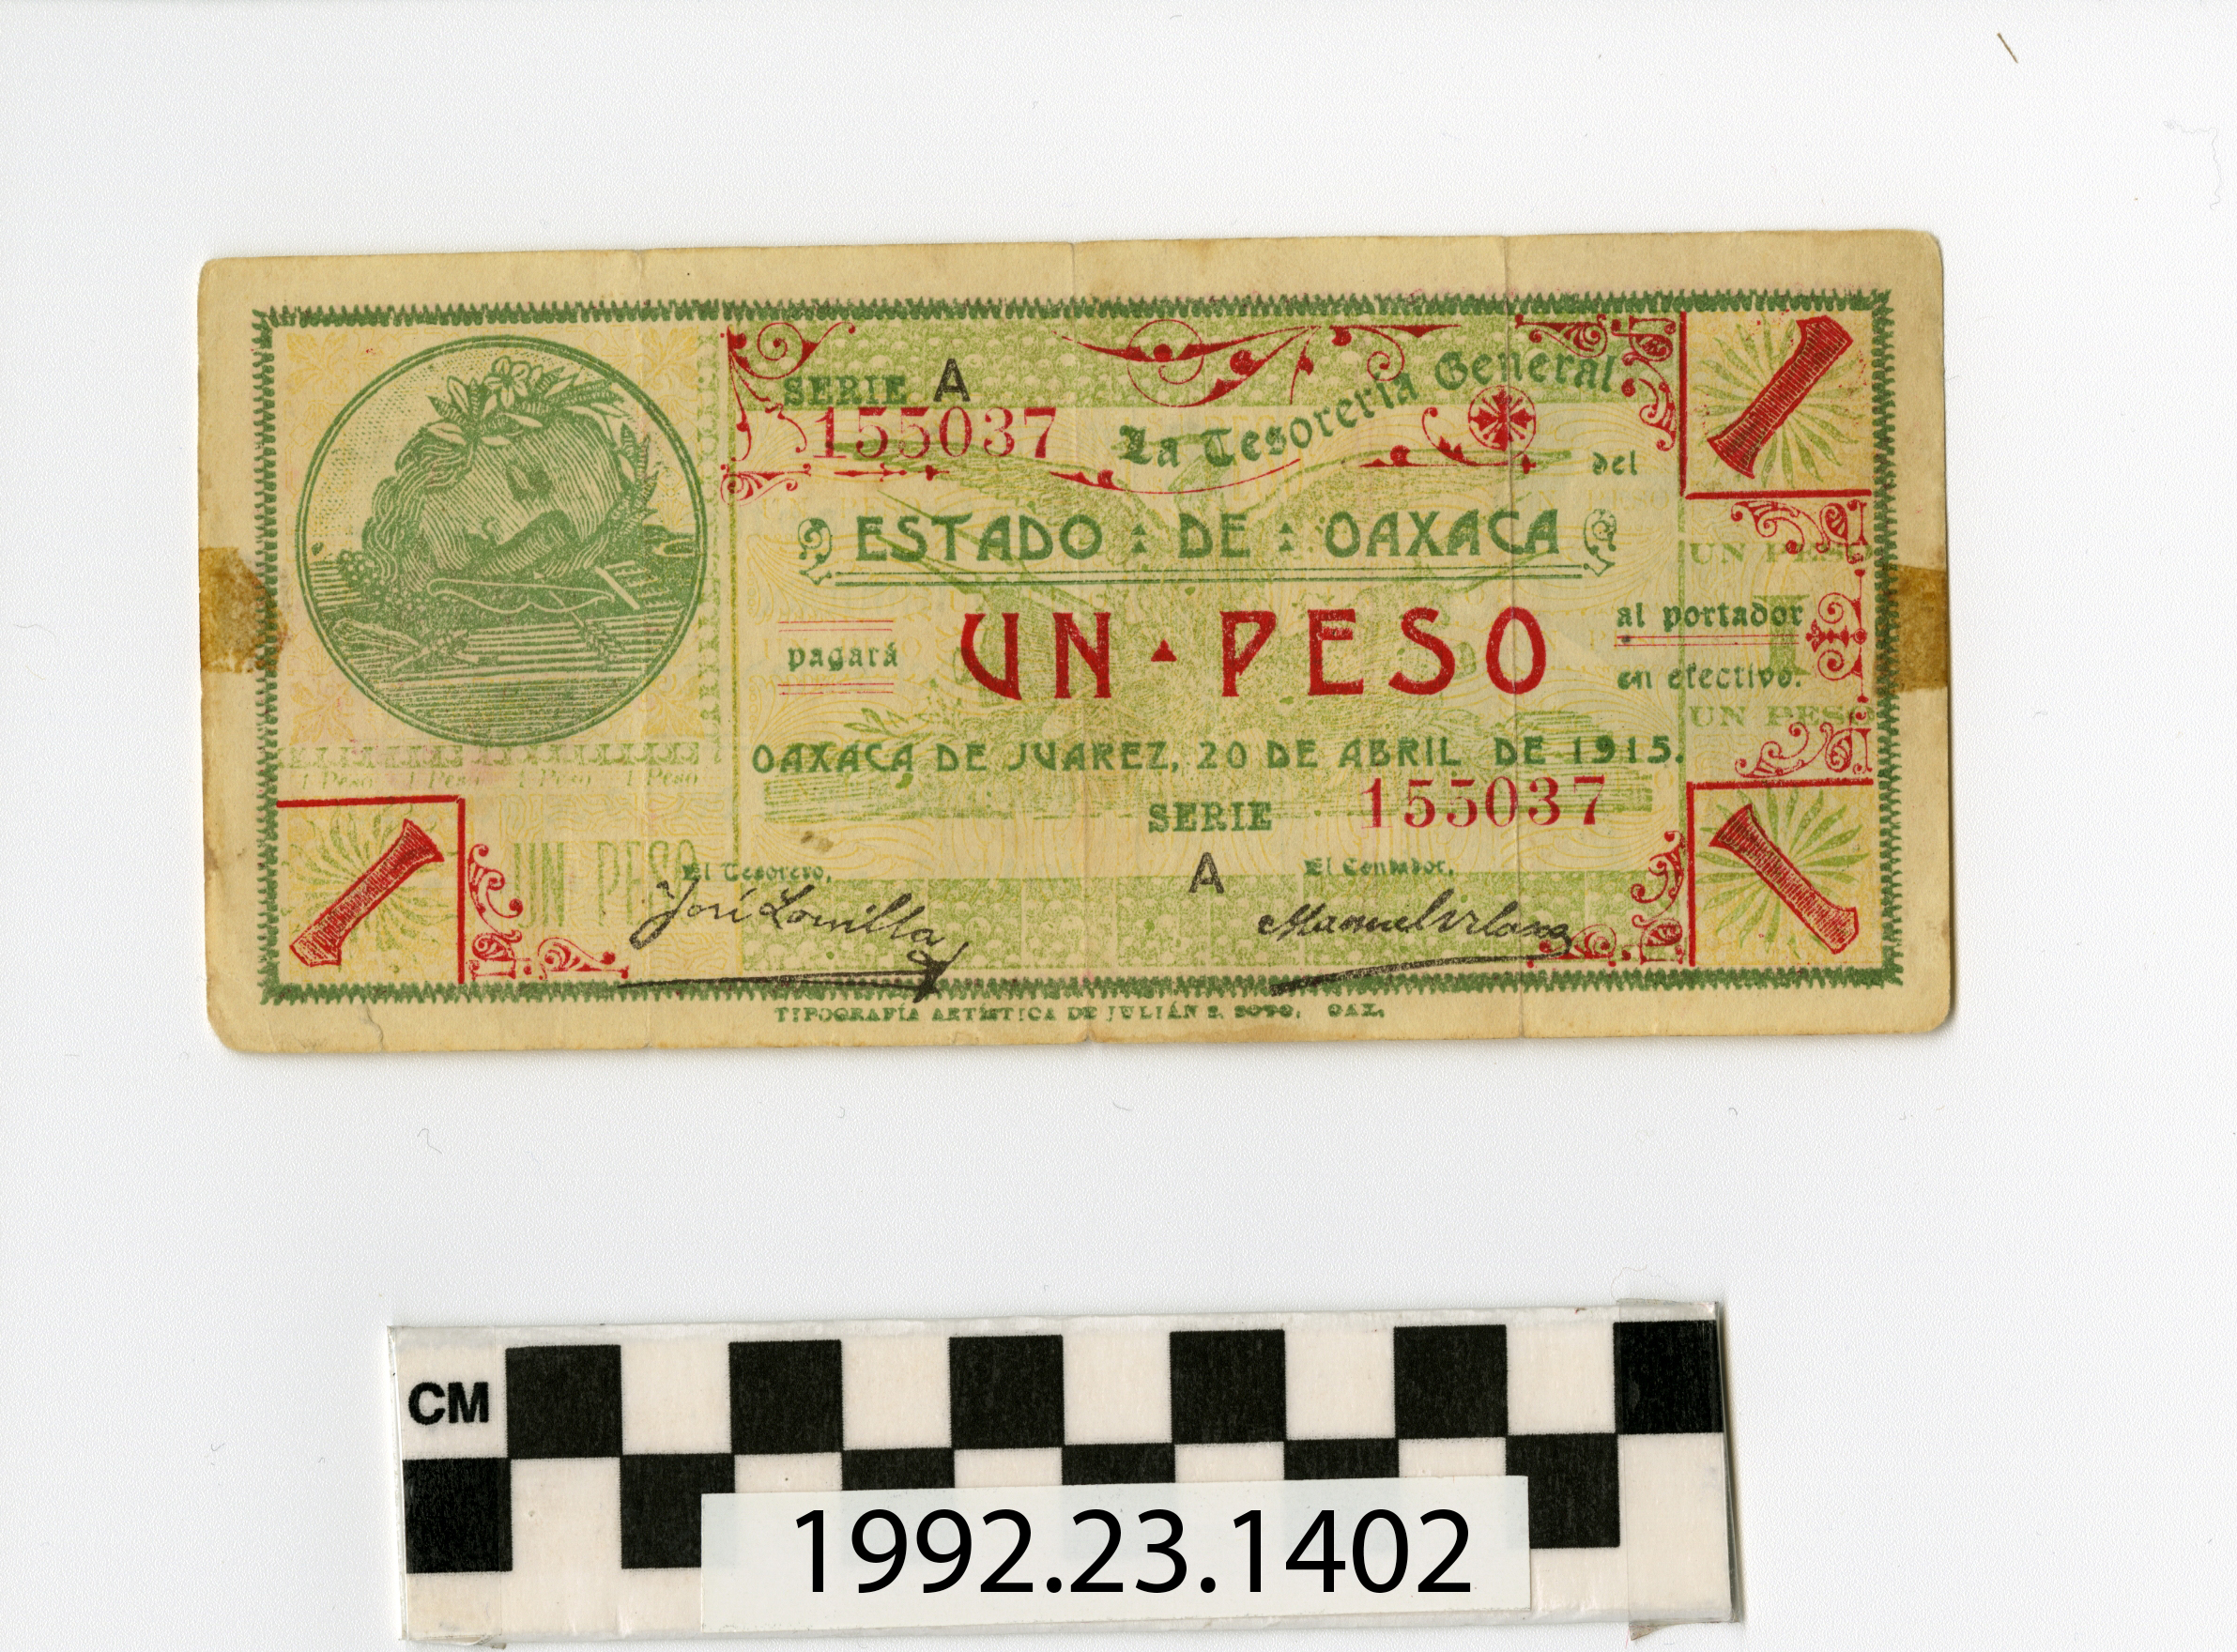 SERIE A
155037
La Tesorería General
del
ESTADO DE OAXACA
pagará
UN PESO
al portador
en efectivo.
UN PESO
UN PESO
OAXACA DE JUAREZ, 20 DE ABRIL DE 1915.
1 Peso 1 Peso 1 Peso 1 Peso
SERIE 155037
A
UN PESO
El Tesorero,
El Contador,
TIPOGRAFÍA ARTÍSTICA DE JULIÁN S. SOTO, OAX.
CM
1992.23.1402